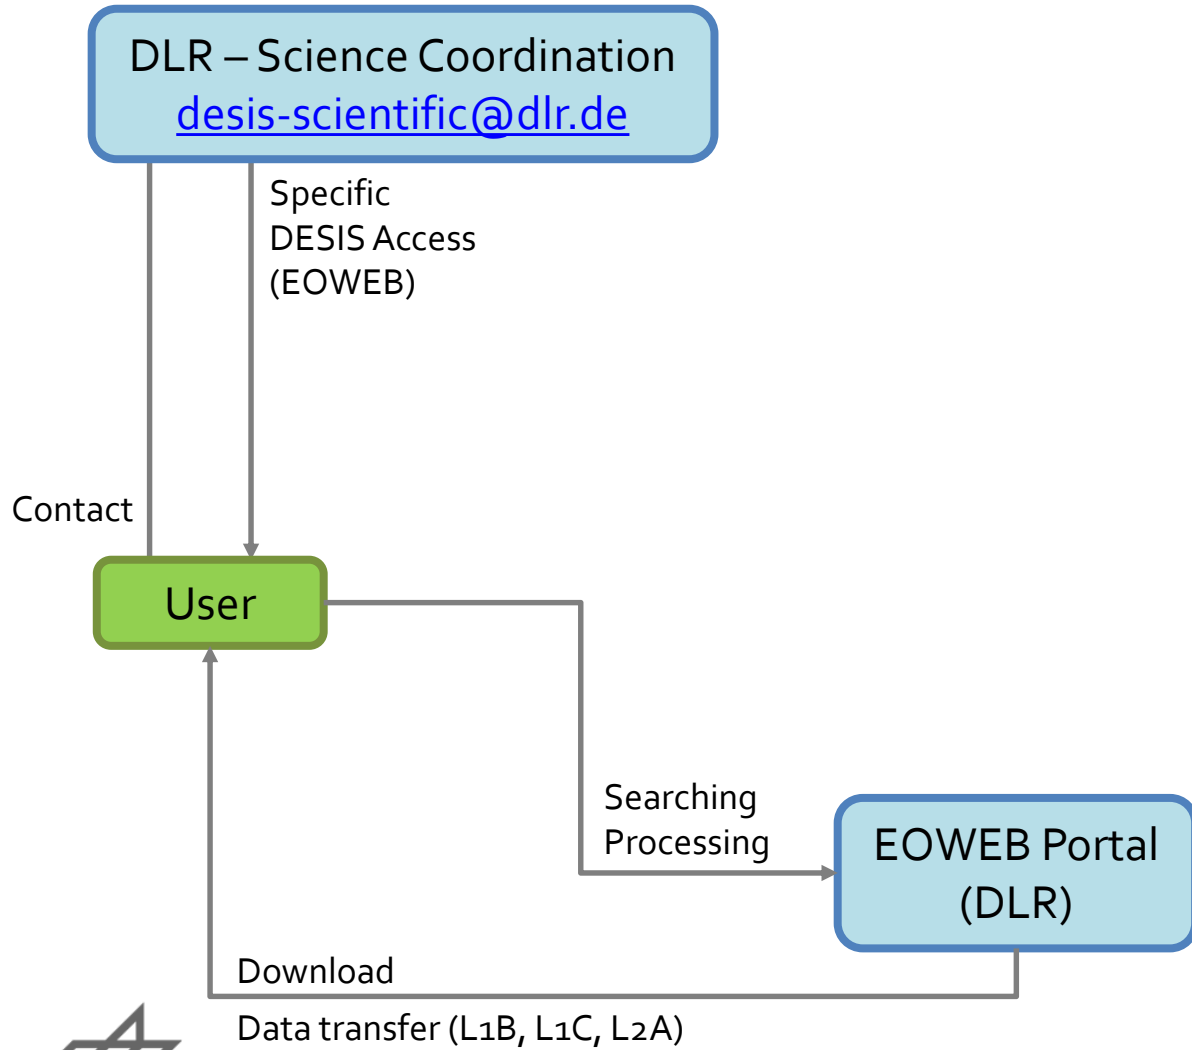 DLR – Science Coordination
desis-scientific@dlr.de
Specific
DESIS Access
(EOWEB)
Contact
User
Searching
Processing
EOWEB Portal
(DLR)
Download
Data transfer (L1B, L1C, L2A)